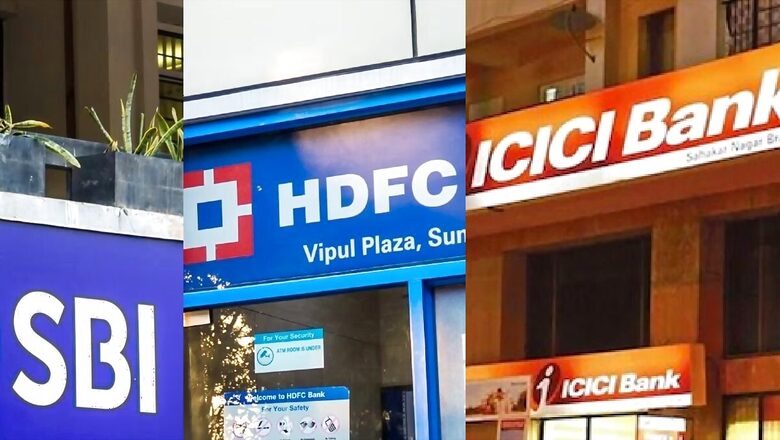 SBI
HDFC
Vipul Plaza, Sun
For Your Security
ATM ROOM IS UNDER
Welcome to HDFC Bank
For Your Safety
ICICI Bank
Sahakar Nagar Br
ICICI Bank